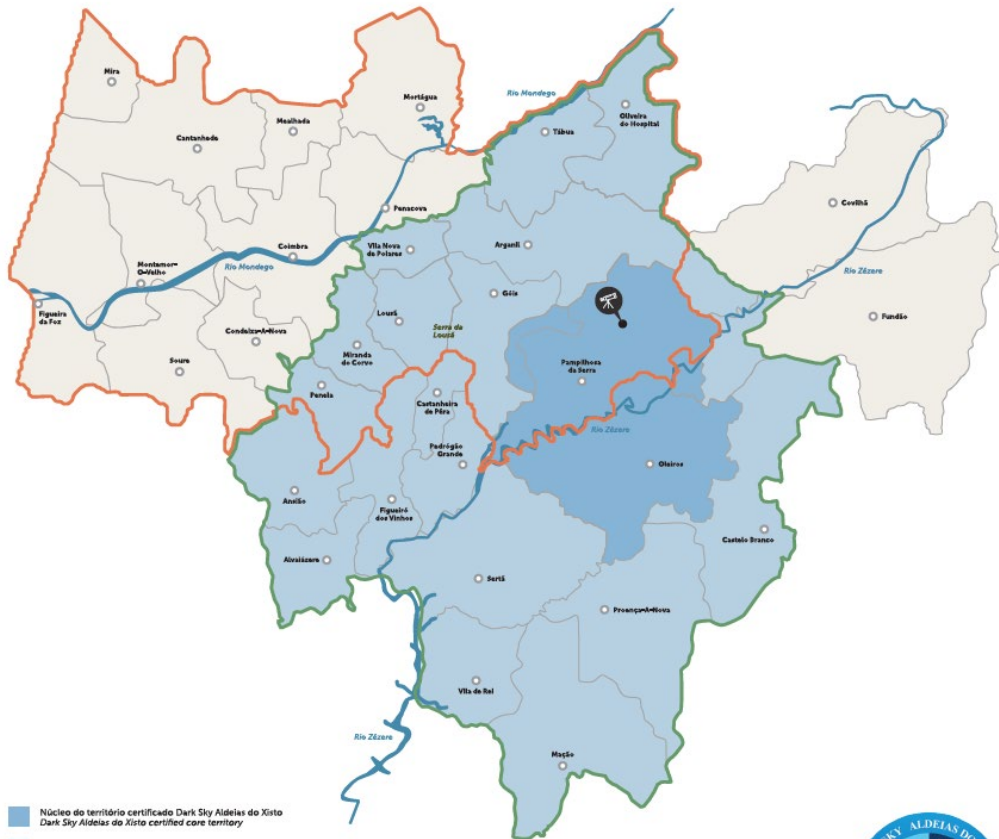 Mira
Mortágua
Mealhada
Cantanhede
Rio Mondego
Oliveira
do Hospital
Tábua
Penacova
Covilhã
Coimbra
Vila Nova
de Poiares
Arganil
Montemor-
O-Velho
Rio Mondego
Rio Zêzere
Góis
Figueira
da Foz
Lousã
Fundão
Serra da
Lousã
Condeixa-A-Nova
Miranda
do Corvo
Soure
Pampilhosa
da Serra
Penela
Castanheira
de Pêra
Rio Zêzere
Pedrógão
Grande
Oleiros
Ansião
Figueiró
dos Vinhos
Castelo Branco
Alvaiázere
Sertã
Proença-A-Nova
Vila de Rei
Rio Zêzere
Mação
Núcleo do território certificado Dark Sky Aldeias do Xisto
Dark Sky Aldeias do Xisto certified core territory
SKY ALDEIAS DO